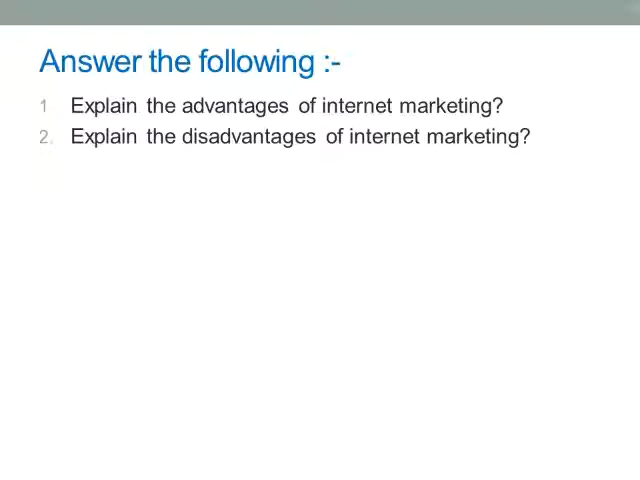 Answer the following :-
1 Explain the advantages of internet marketing?
2. Explain the disadvantages of internet marketing?